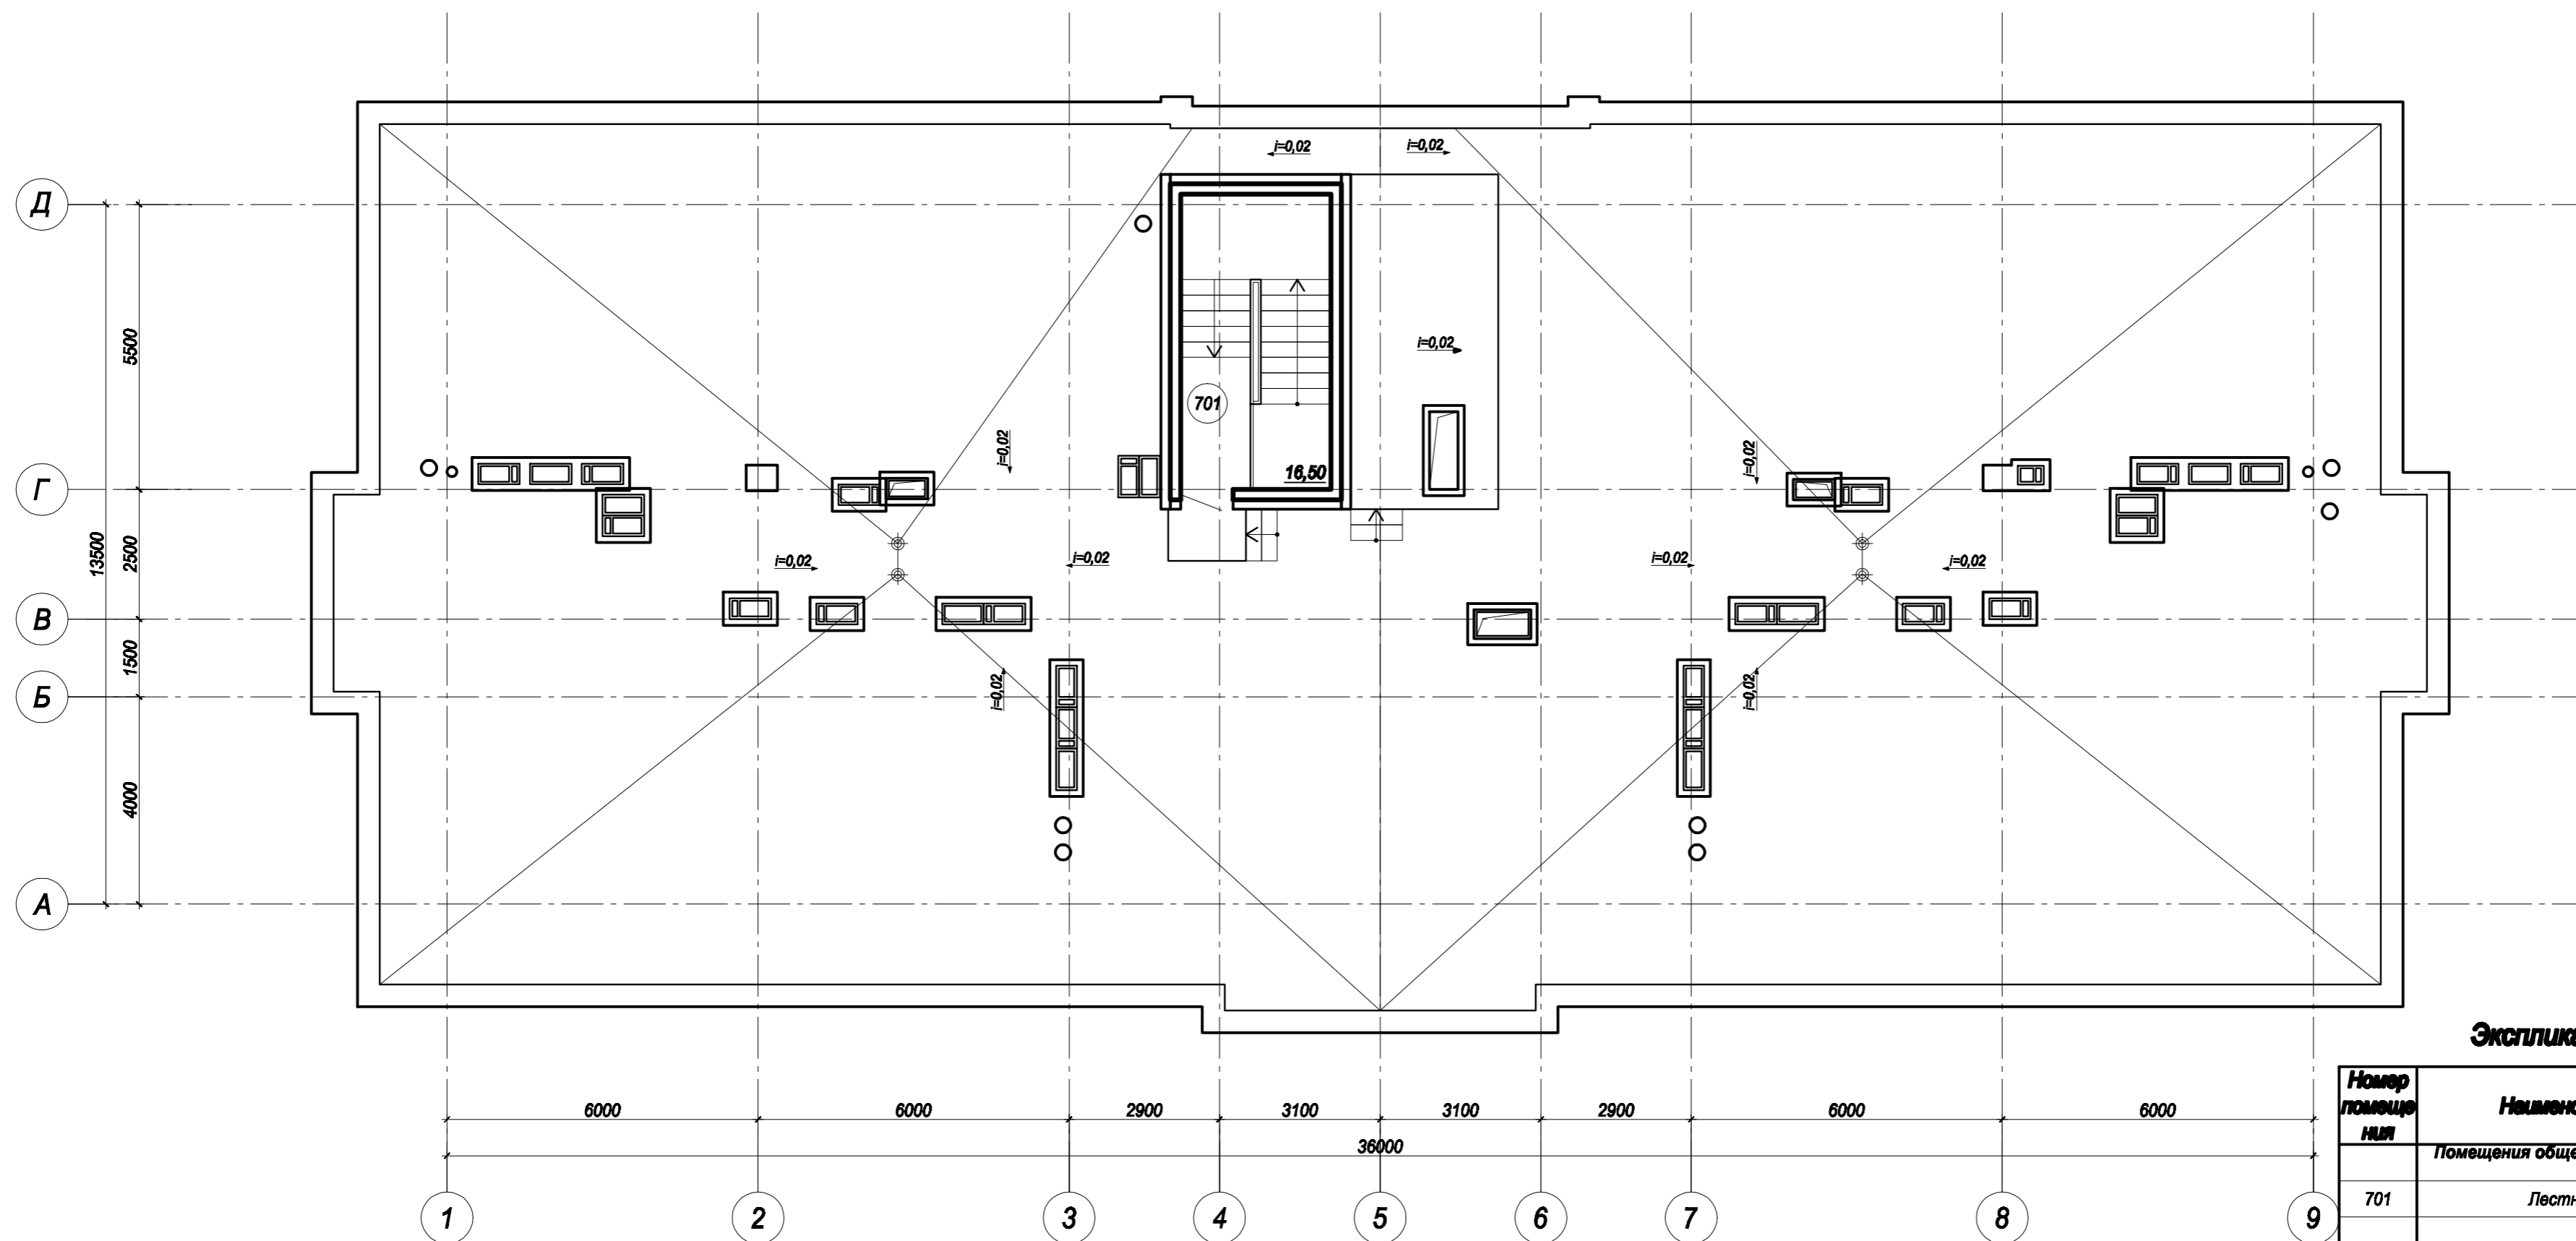 i=0,02
i=0,02
Д
5500
i=0,02
701
i=0,02
i=0,02
16,50
Г
13500
2500
i=0,02
i=0,02
i=0,02
i=0,02
В
1500
i=0,02
i=0,02
Б
4000
А
Экспlика
Номер
помеще
ния
Наимено
Помещения обще
701
Лестн
6000
6000
2900
3100
3100
2900
6000
6000
36000
1
2
3
4
5
6
7
8
9